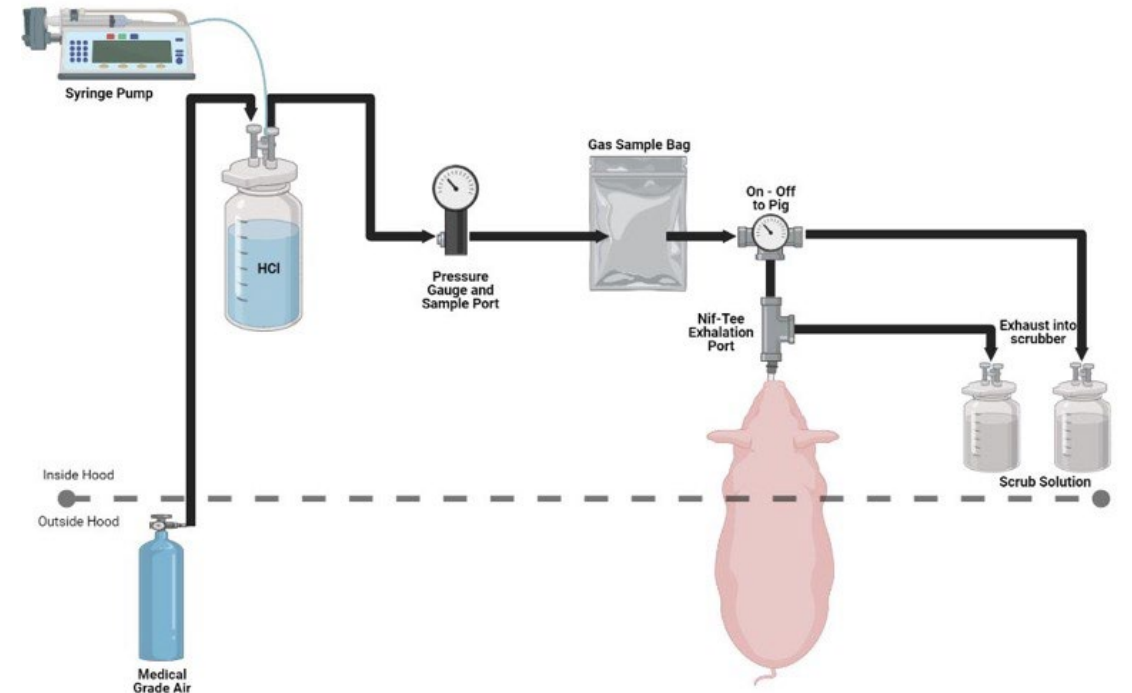 Syringe Pump
HCl
Pressure
Gauge and
Sample Port
Gas Sample Bag
On - Off
to Pig
Nif-Tee
Exhalation
Port
Exhaust into
scrubber
Scrub Solution
Inside Hood
Outside Hood
Medical
Grade Air